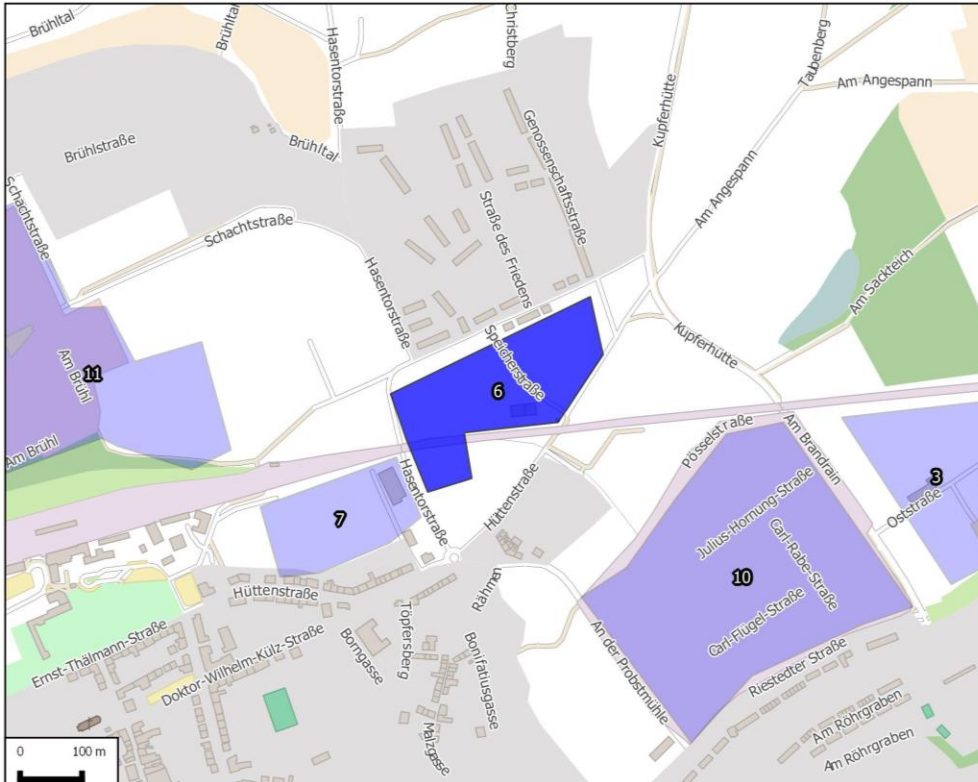 Brühltal
Brühltal
Hasentorstraße
Christberg
Kupferhütte
Taubenberg
Am Angespann
Brühlstraße
Brühltal
Genossenschaftsstraße
Am Angespann
Schachtstraße
Schachtstraße
Straße des Friedens
Hasentorstraße
Am Sackteich
Speicherstraße
Kupferhütte
11
Am Brühl
6
Am Brühl
Pösselstraße
Am Brandrain
3
Hasentorstraße
Hüttenstraße
Julius-Hornung-Straße
Oststraße
7
Carl-Rabe-Straße
10
Hüttenstraße
Rähmen
Töpfersberg
Carl-Flügel-Straße
Ernst-Thälmann-Straße
Doktor-Wilhelm-Külz-Straße
Borngasse
Bonifatiusgasse
An der Probstmühle
Riestedter Straße
Malzgasse
Am Röhrgraben
Am Röhrgraben
0 100 m